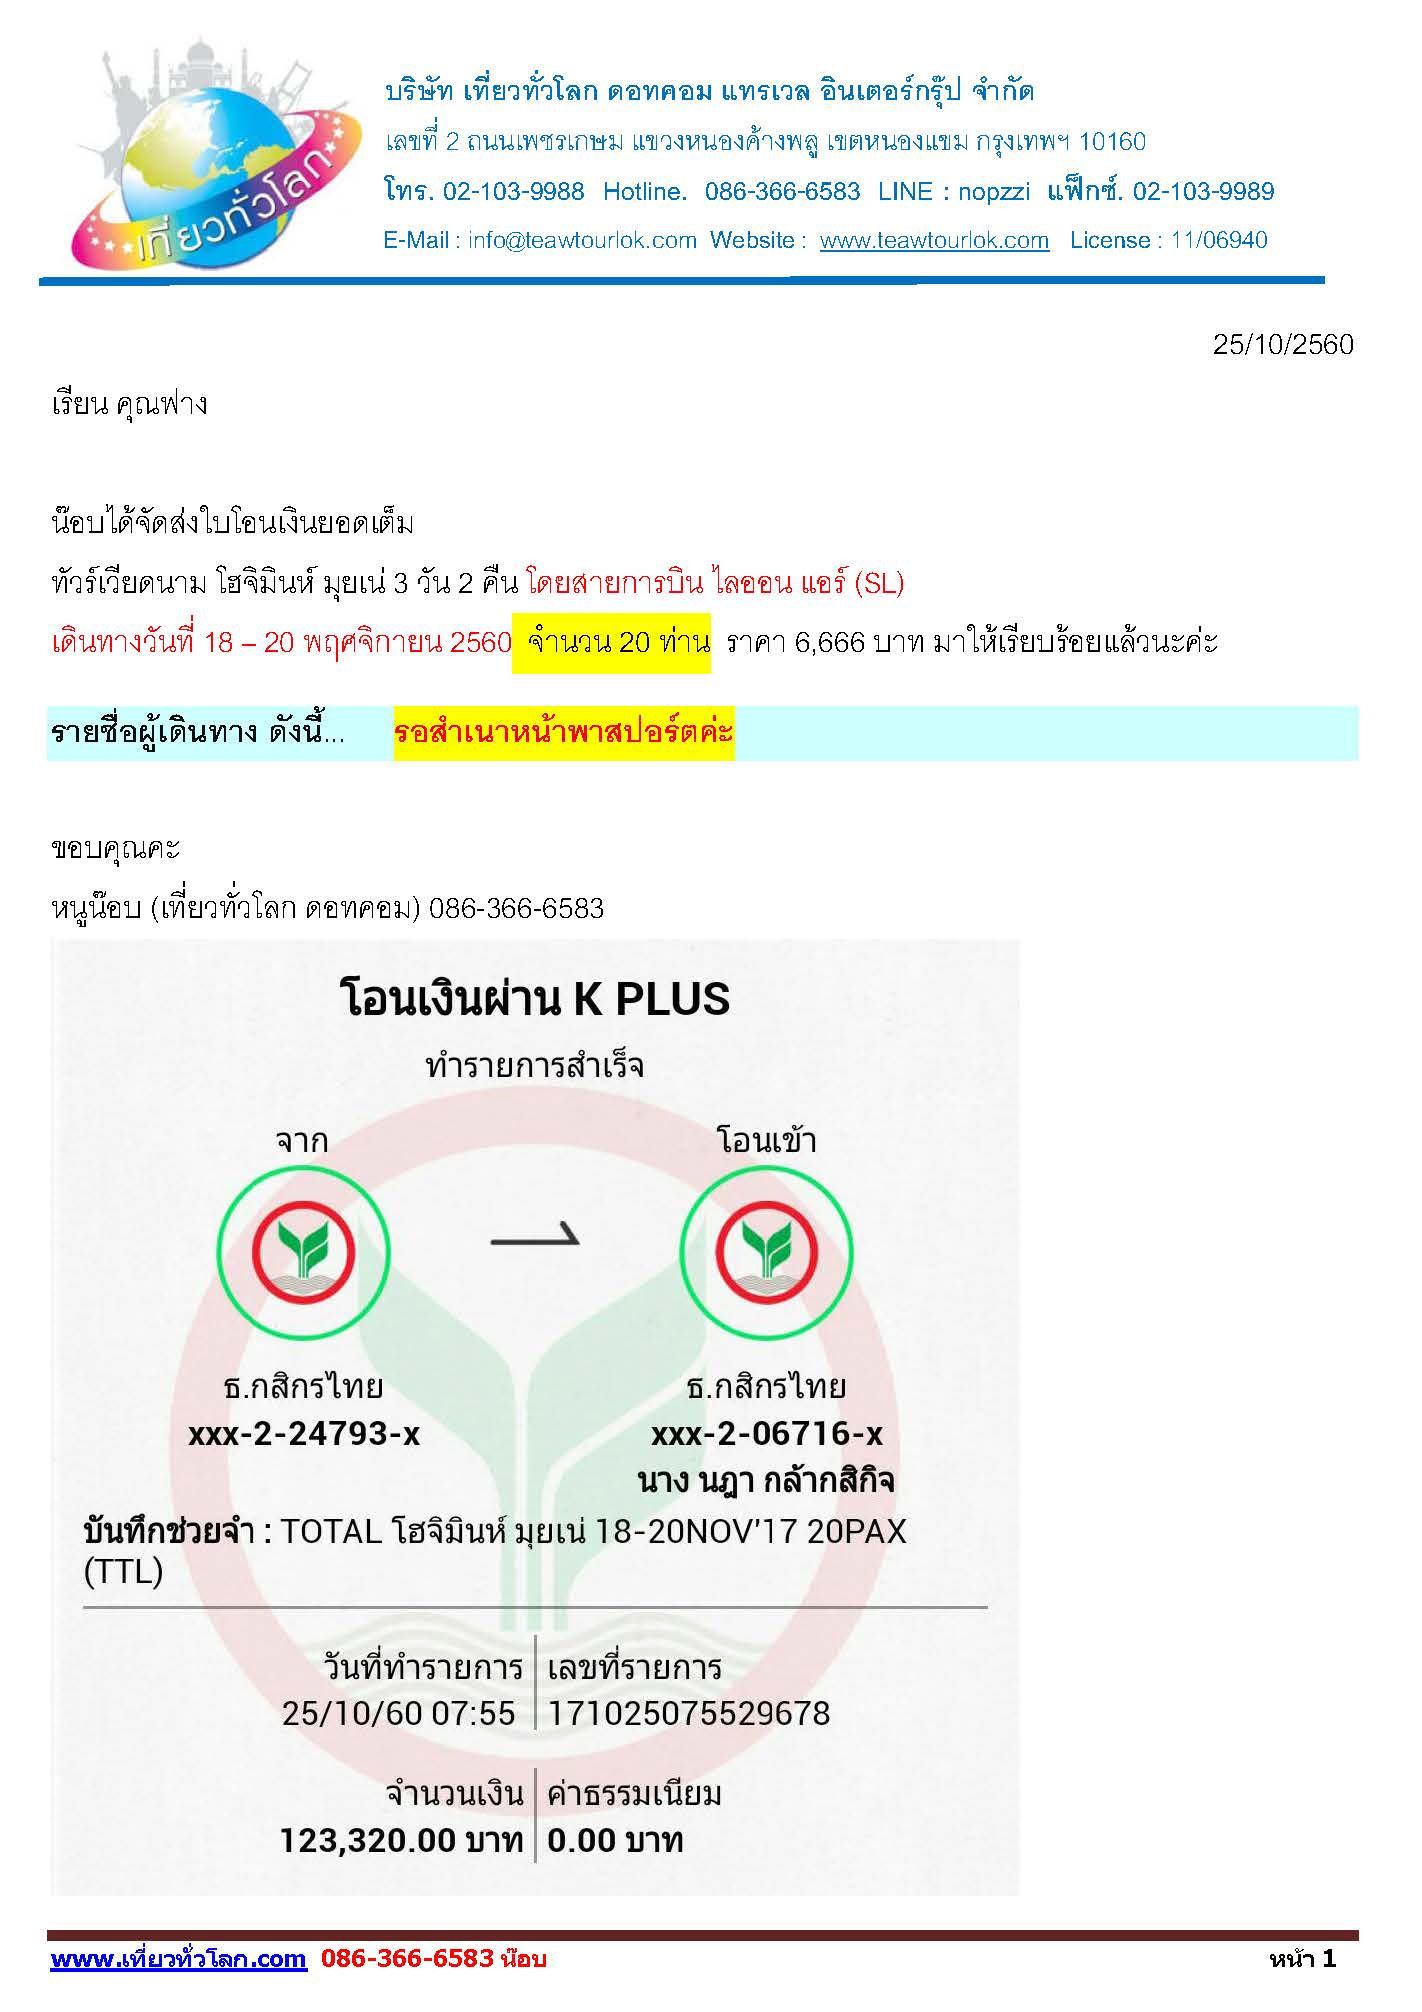 เที่ยวทั่วโลก
บริษัท เที่ยวทั่วโลก ดอทคอม แทรเวล อินเตอร์กรุ๊ป จำกัด
เลขที่ 2 ถนนเพชรเกษม แขวงหนองค้างพลู เขตหนองแขม กรุงเทพฯ 10160
โทร. 02-103-9988 Hotline. 086-366-6583 LINE : nopzzi แฟ็กซ์. 02-103-9989
E-Mail : info@teawtourlok.com Website : www.teawtourlok.com License : 11/06940
25/10/2560
เรียน คุณฟาง
น๊อบได้จัดส่งใบโอนเงินยอดเต็ม
ทัวร์เวียดนาม โฮจิมินห์ มุยเน่ 3 วัน 2 คืน โดยสายการบิน ไลออน แอร์ (SL)
เดินทางวันที่ 18 – 20 พฤศจิกายน 2560 จำนวน 20 ท่าน ราคา 6,666 บาท มาให้เรียบร้อยแล้วนะค่ะ
รายชื่อผู้เดินทาง ดังนี้... รอสำเนาหน้าพาสปอร์ตค่ะ
ขอบคุณคะ
หนูน๊อบ (เที่ยวทั่วโลก ดอทคอม) 086-366-6583
โอนเงินผ่าน K PLUS
ทำรายการสำเร็จ
จาก โอนเข้า
ธ.กสิกรไทย ธ.กสิกรไทย
xxx-2-24793-x xxx-2-06716-x
นาง นฎา กล้ากสิกิจ
บันทึกช่วยจำ : TOTAL โฮจิมินห์ มุยเน่ 18-20NOV'17 20PAX
(TTL)
วันที่ทำรายการ เลขที่รายการ
25/10/60 07:55 171025075529678
จำนวนเงิน ค่าธรรมเนียม
123,320.00 บาท 0.00 บาท
www.เที่ยวทั่วโลก.com 086-366-6583 น๊อบ หน้า 1